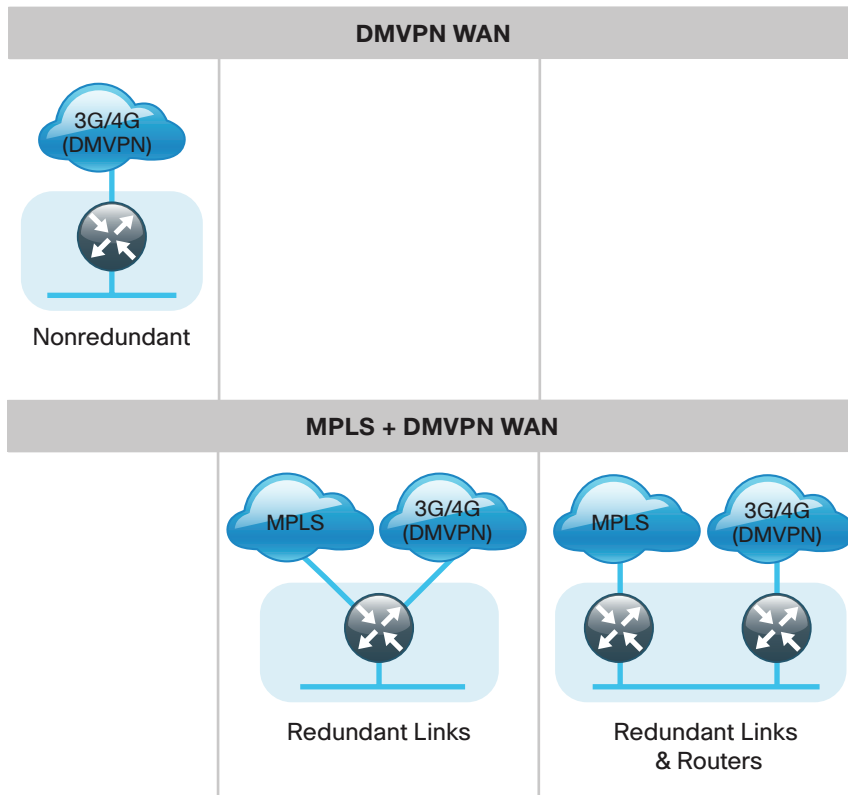 DMVPN WAN
3G/4G
(DMVPN)
Nonredundant
MPLS + DMVPN WAN
MPLS
3G/4G
(DMVPN)
MPLS
3G/4G
(DMVPN)
Redundant Links
Redundant Links
& Routers